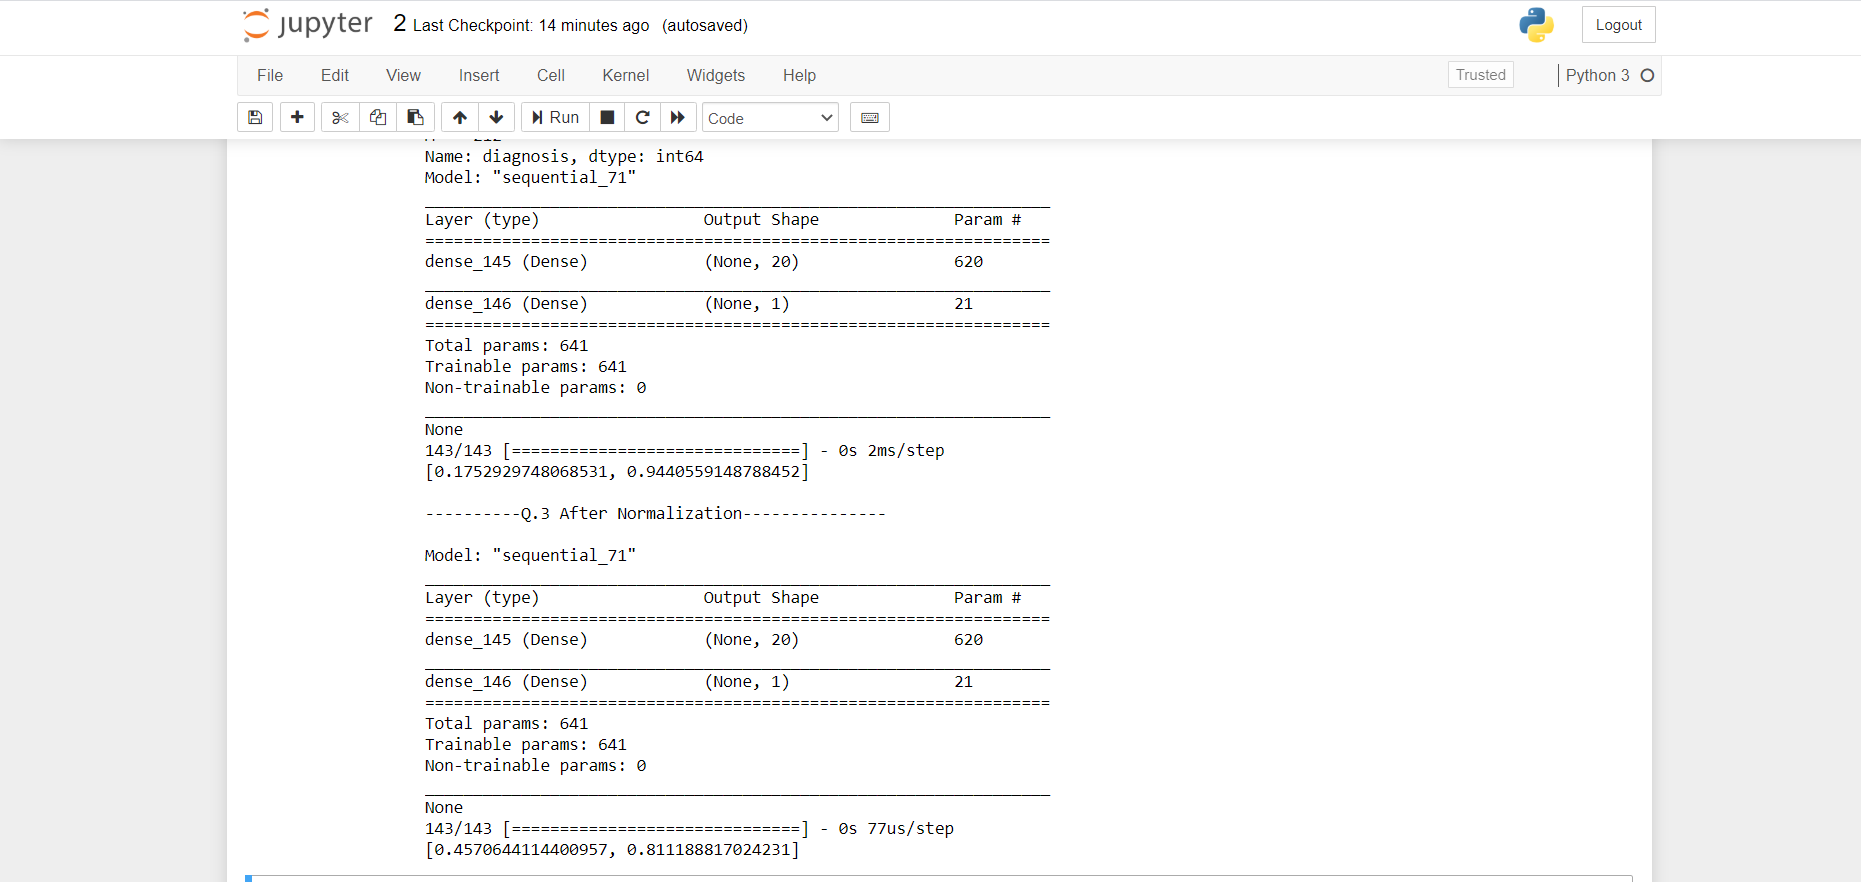 jupyter 2 Last Checkpoint: 14 minutes ago (autosaved) Logout
File Edit View Insert Cell Kernel Widgets Help Trusted Python 3
Run Code
Name: diagnosis, dtype: int64
Model: "sequential_71"
_________________________________________________________________
Layer (type) Output Shape Param #
=================================================================
dense_145 (Dense) (None, 20) 620
_________________________________________________________________
dense_146 (Dense) (None, 1) 21
=================================================================
Total params: 641
Trainable params: 641
Non-trainable params: 0
_________________________________________________________________
None
143/143 [==============================] - 0s 2ms/step
[0.1752929748068531, 0.9440559148788452]
----------Q.3 After Normalization---------------
Model: "sequential_71"
_________________________________________________________________
Layer (type) Output Shape Param #
=================================================================
dense_145 (Dense) (None, 20) 620
_________________________________________________________________
dense_146 (Dense) (None, 1) 21
=================================================================
Total params: 641
Trainable params: 641
Non-trainable params: 0
_________________________________________________________________
None
143/143 [==============================] - 0s 77us/step
[0.4570644114400957, 0.811188817024231]